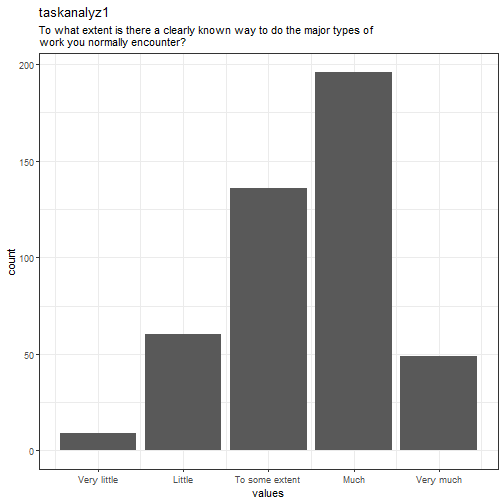 taskanalyz1
To what extent is there a clearly known way to do the major types of
work you normally encounter?
200
150
100
50
0
count
Very little
Little
To some extent
Much
Very much
values